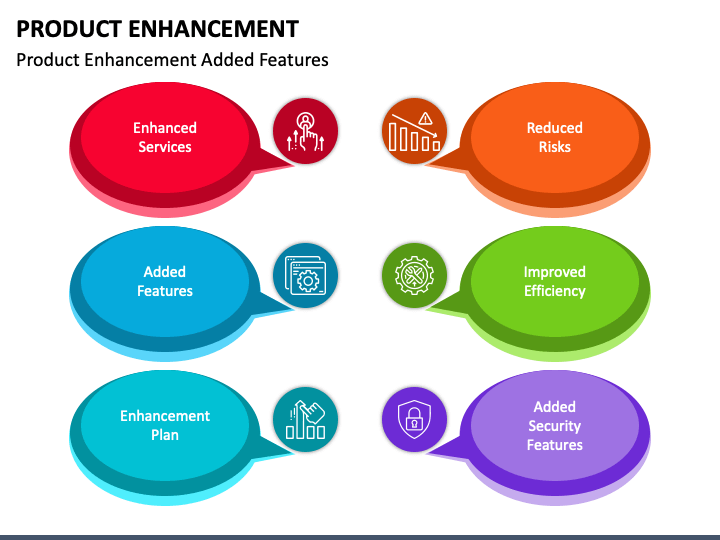 PRODUCT ENHANCEMENT
Product Enhancement Added Features
Enhanced
Services
Reduced
Risks
Added
Features
Improved
Efficiency
Enhancement
Plan
Added
Security
Features